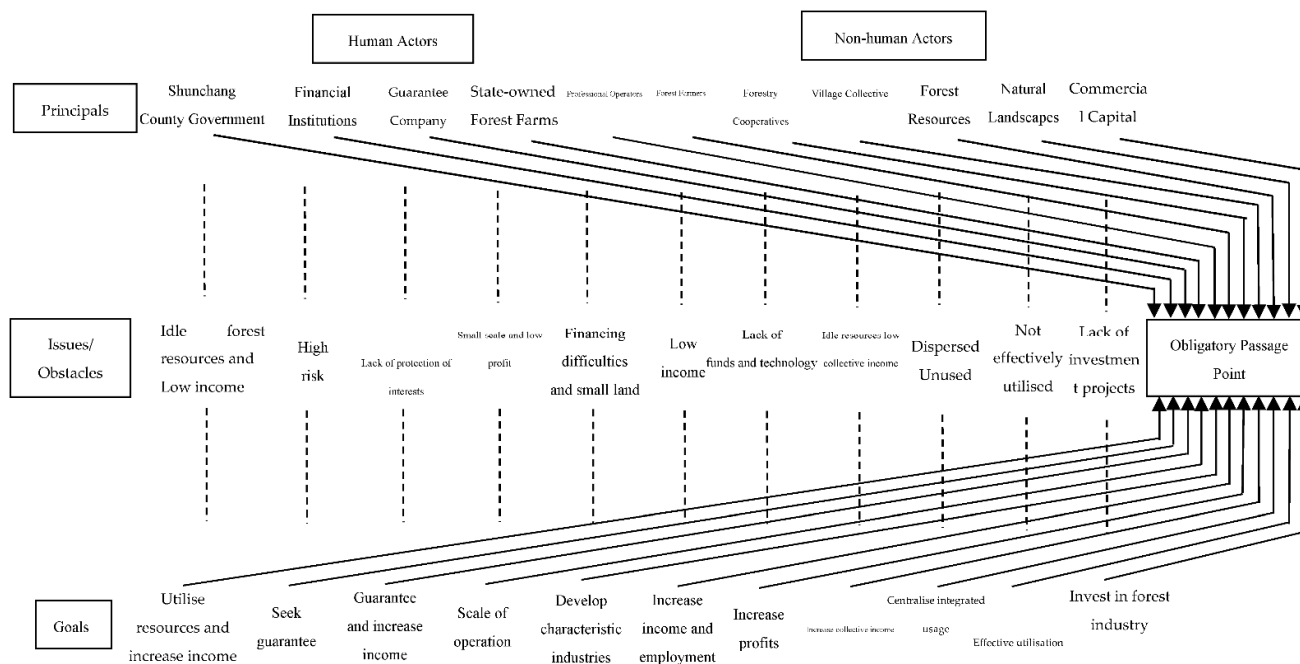 Human Actors
Non-human Actors
Principals
Shunchang
County Government
Financial
Institutions
Guarantee
Company
State-owned
Forest Farms
Professional Operators
Forest Farmers
Forestry
Cooperatives
Village Collective
Forest
Resources
Natural
Landscapes
Commercia
l Capital
Issues/
Obstacles
Idle forest
resources and
Low income
High
risk
Lack of protection of
interests
Small scale and low
profit
Financing
difficulties
and small land
Low
income
Lack of
funds and technology
Idle resources low
collective income
Dispersed
Unused
Not
effectively
utilised
Lack of
investmen
t projects
Obligatory Passage
Point
Goals
Utilise
resources and
increase income
Seek
guarantee
Guarantee
and increase
income
Scale of
operation
Develop
characteristic
industries
Increase
income and
employment
Increase
profits
Increase collective income
Centralise integrated
usage
Effective utilisation
Invest in forest
industry